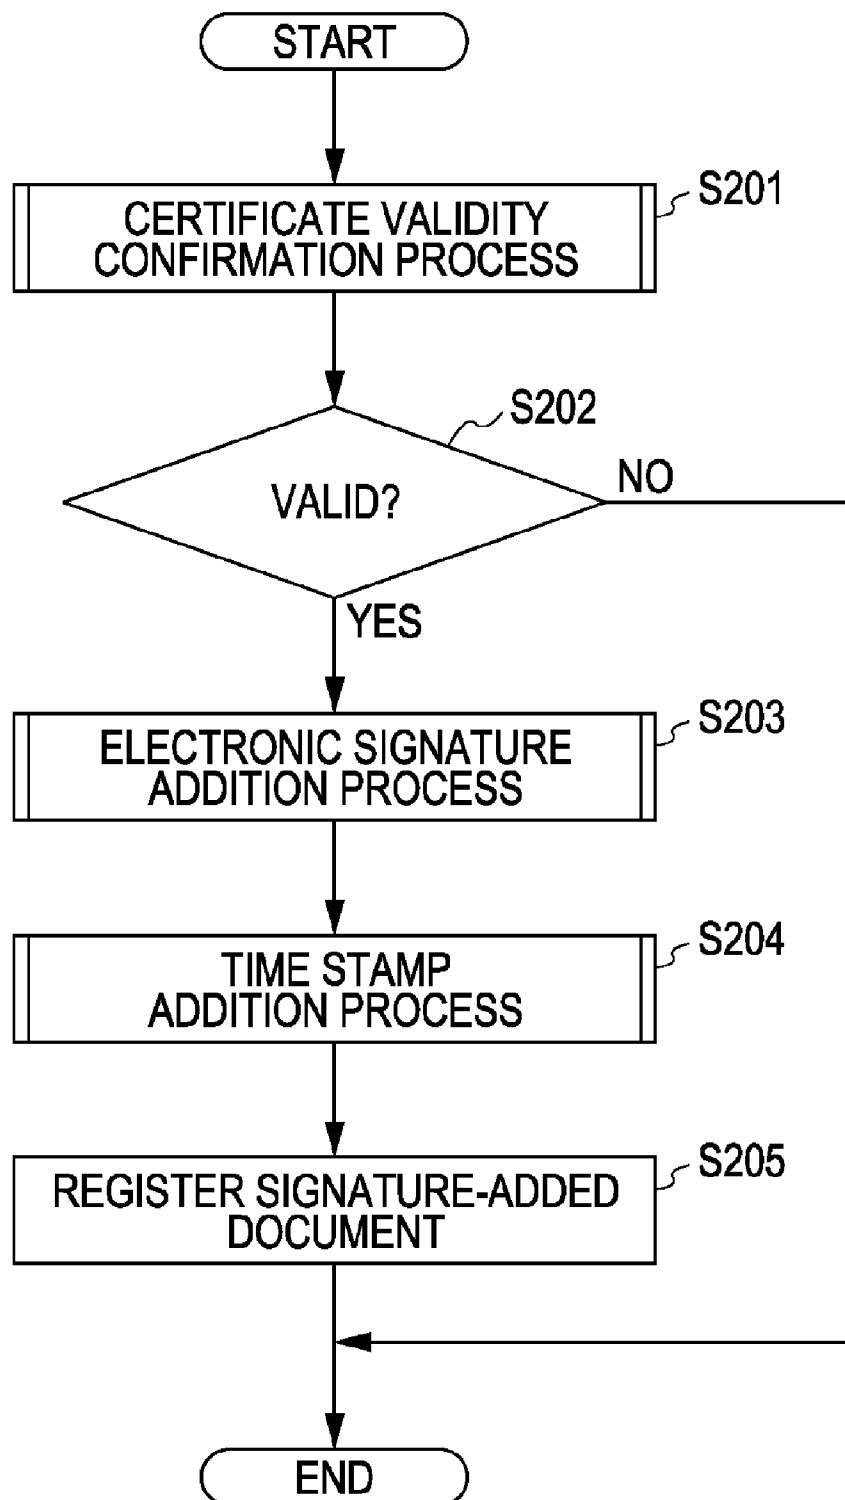 START
S201
CERTIFICATE VALIDITY
CONFIRMATION PROCESS
S202
VALID?
NO
YES
S203
ELECTRONIC SIGNATURE
ADDITION PROCESS
S204
TIME STAMP
ADDITION PROCESS
S205
REGISTER SIGNATURE-ADDED
DOCUMENT
END